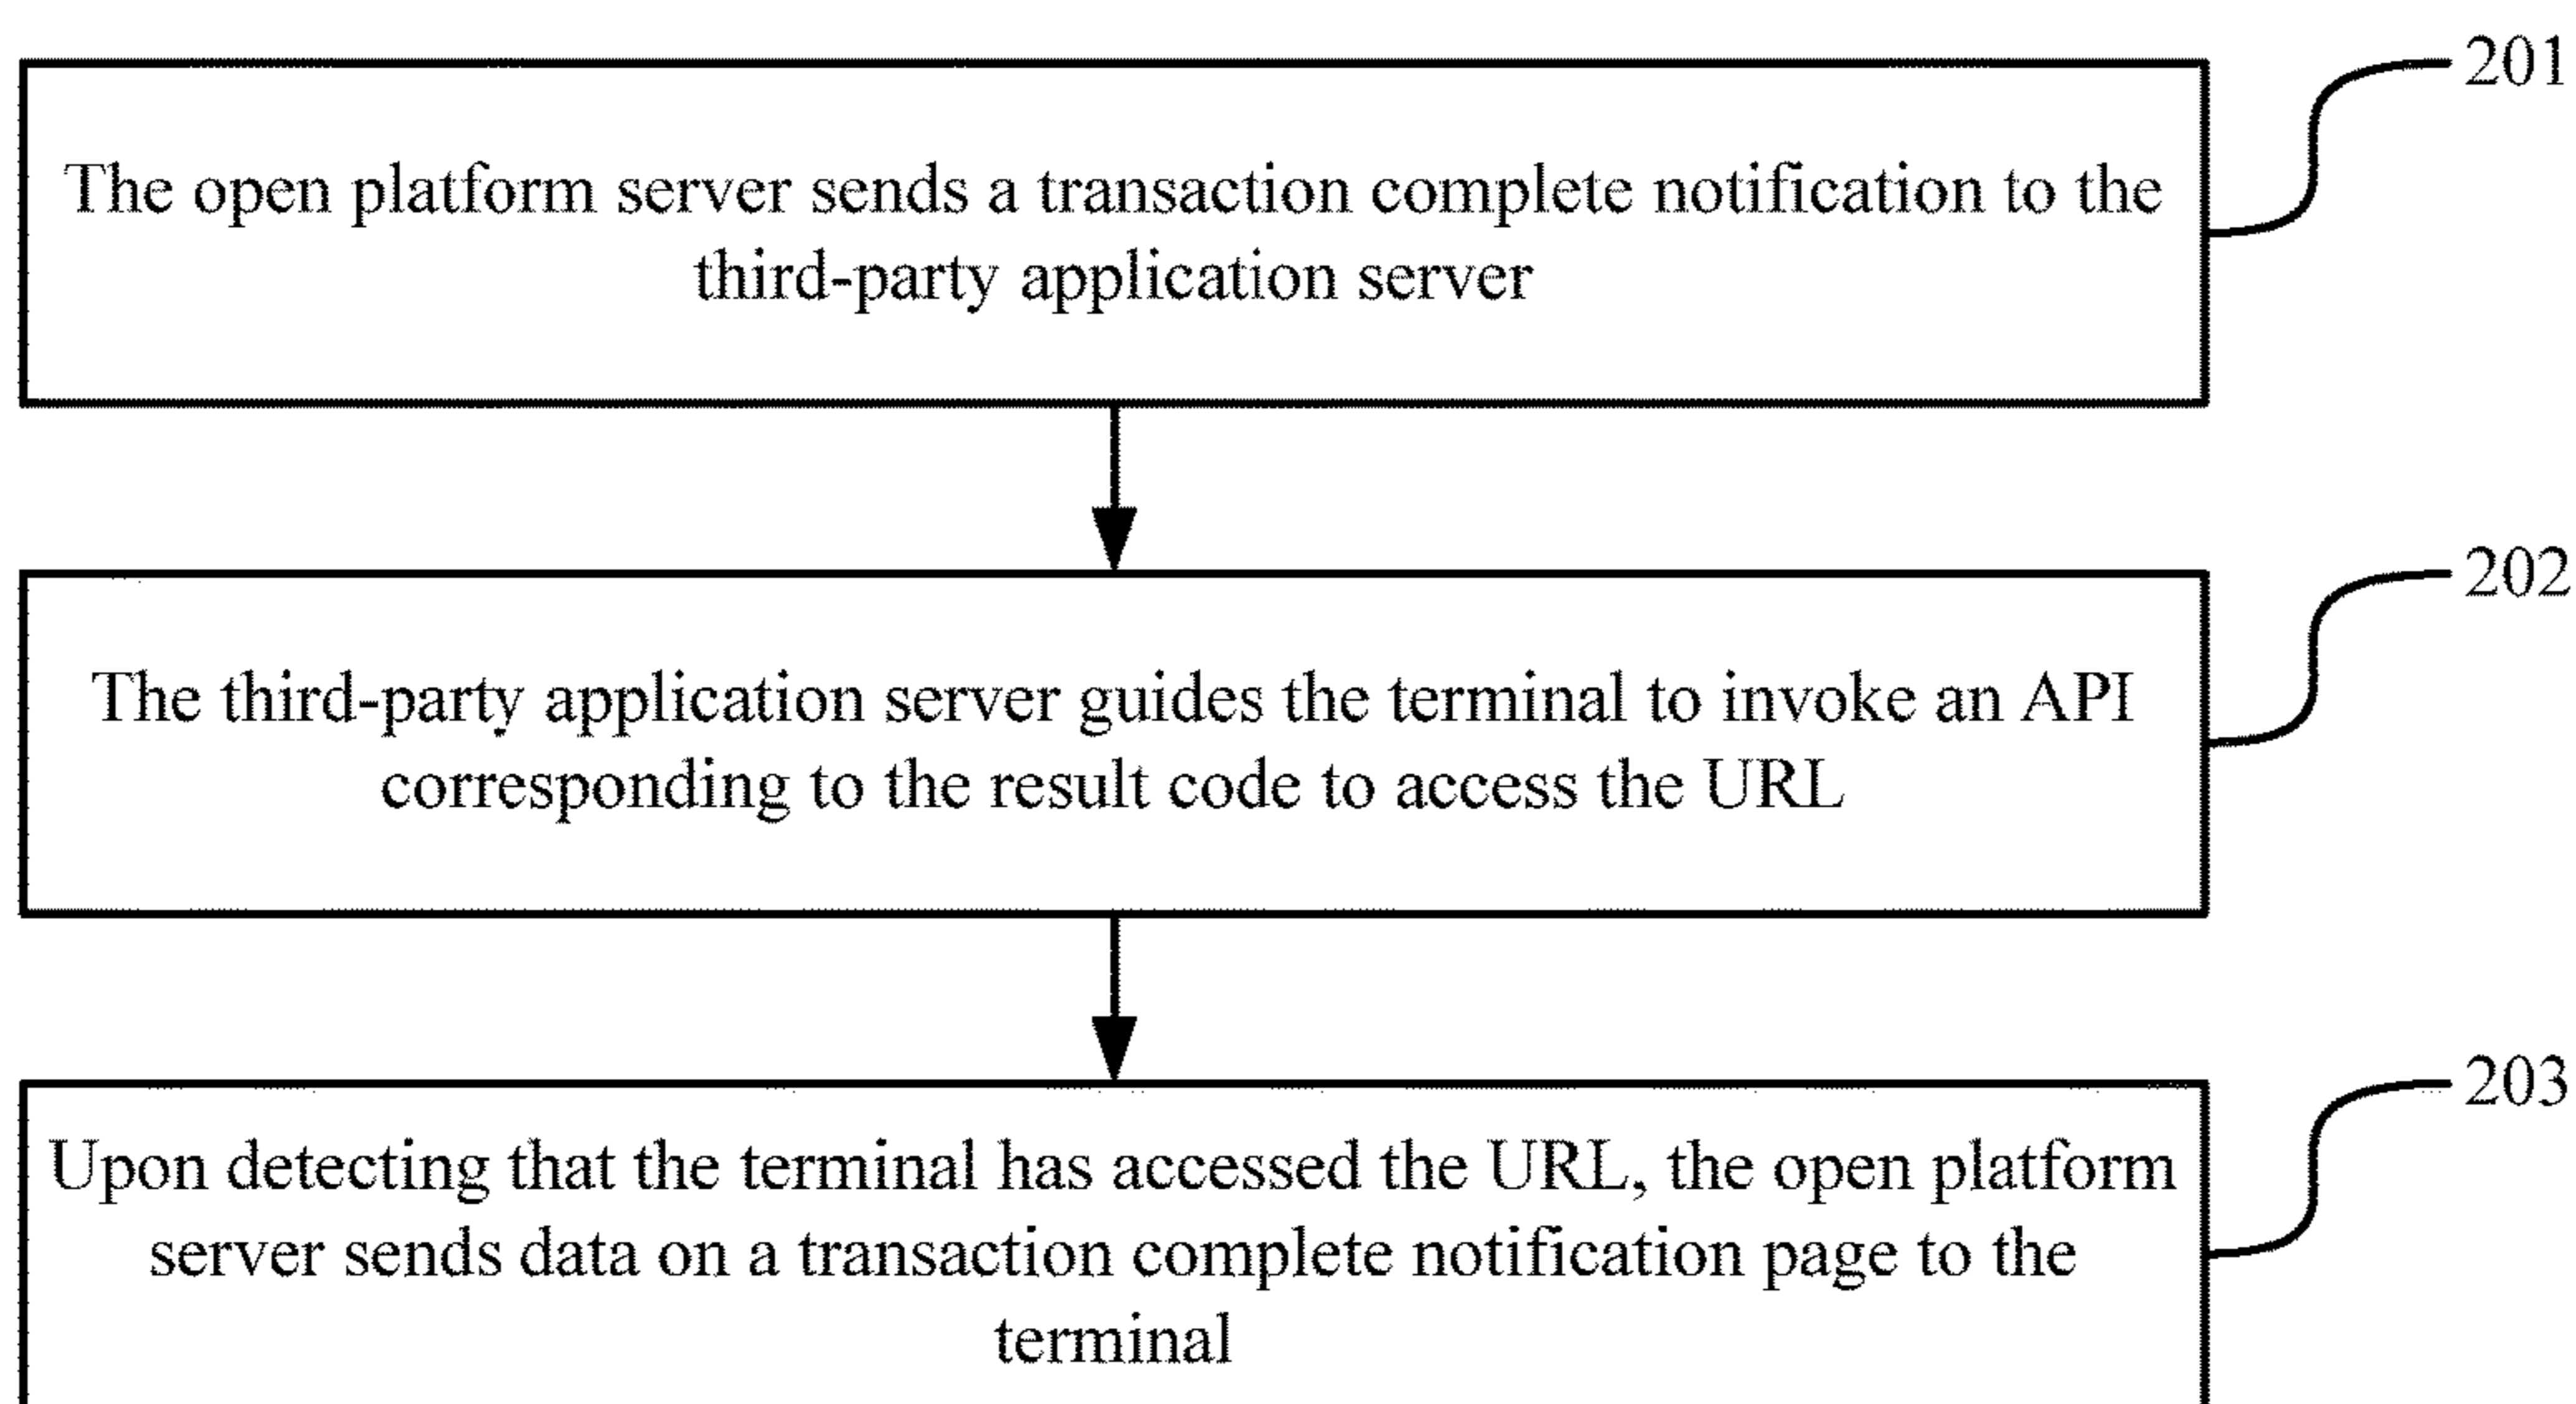 201
The open platform server sends a transaction complete notification to the
third-party application server
202
The third-party application server guides the terminal to invoke an API
corresponding to the result code to access the URL
203
Upon detecting that the terminal has accessed the URL, the open platform
server sends data on a transaction complete notification page to the
terminal